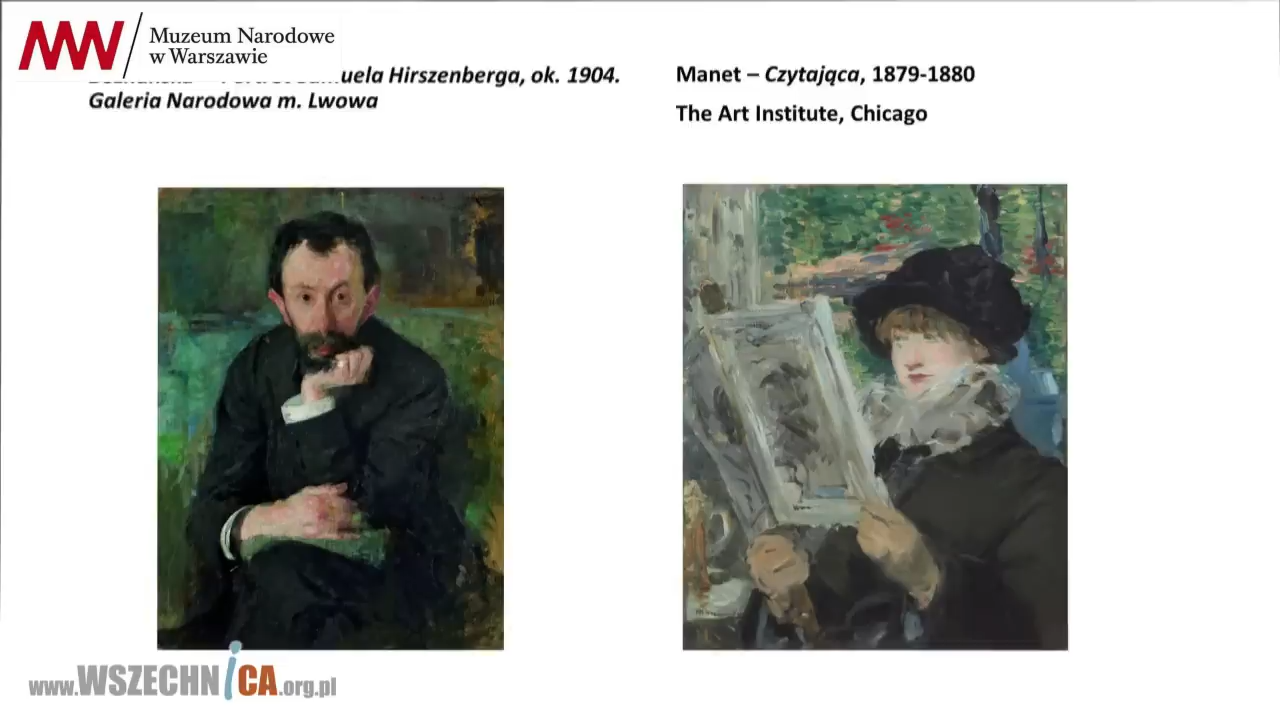 MNW
Muzeum Narodowe
w Warszawie
Hirszenberga, ok. 1904.
Galeria Narodowa m. Lwowa
Manet – Czytająca, 1879-1880
The Art Institute, Chicago
www.WSZECHNiCA.org.pl